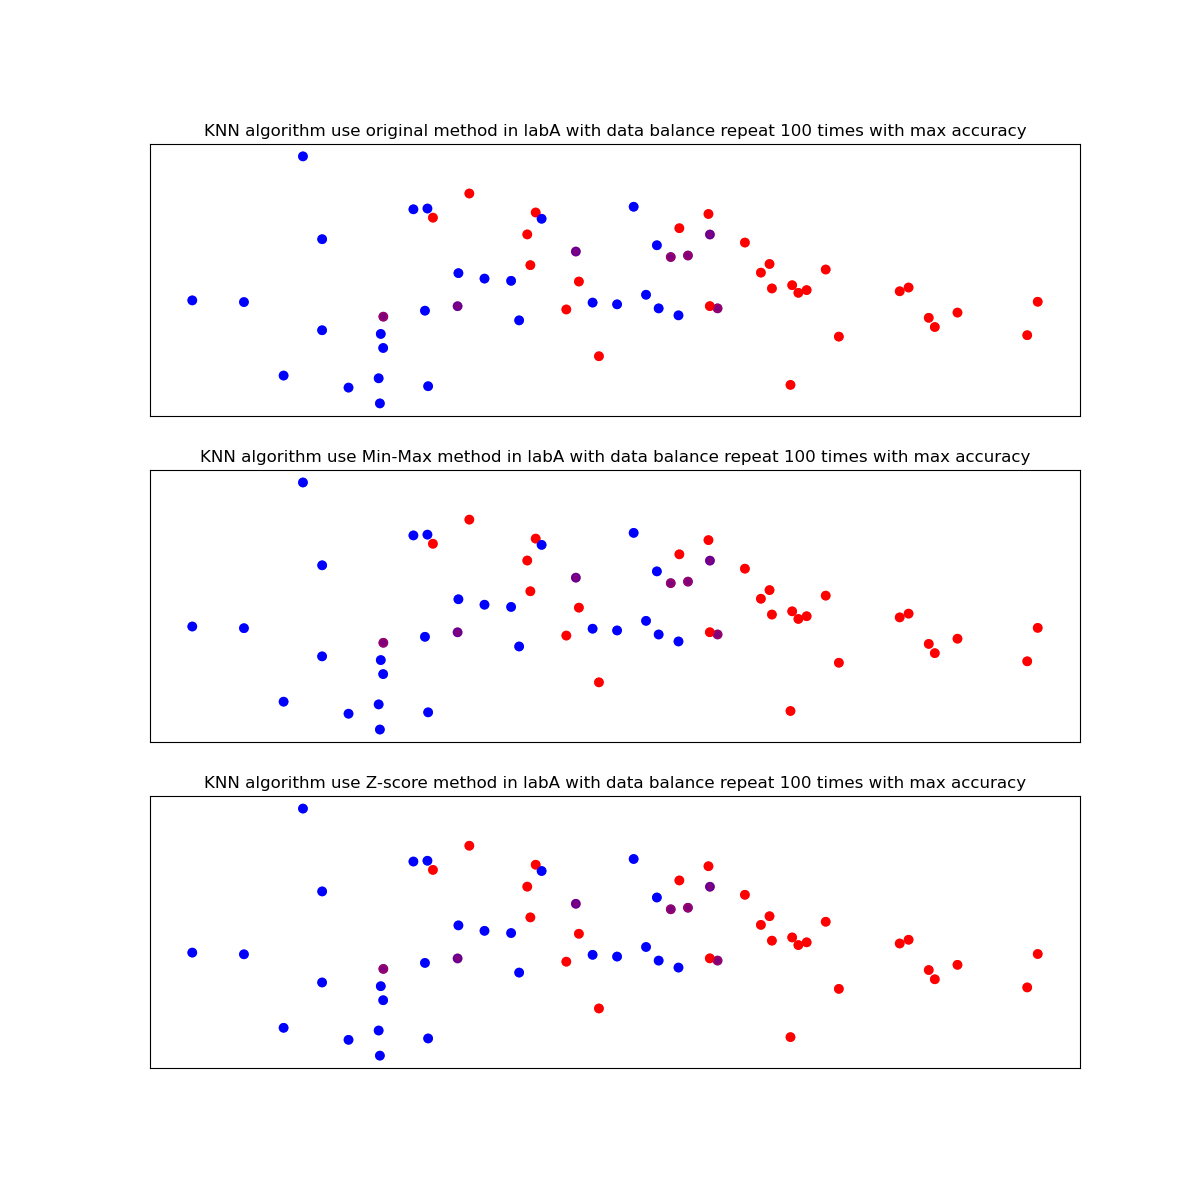 KNN algorithm use original method in labA with data balance repeat 100 times with max accuracy
KNN algorithm use Min-Max method in labA with data balance repeat 100 times with max accuracy
KNN algorithm use Z-score method in labA with data balance repeat 100 times with max accuracy